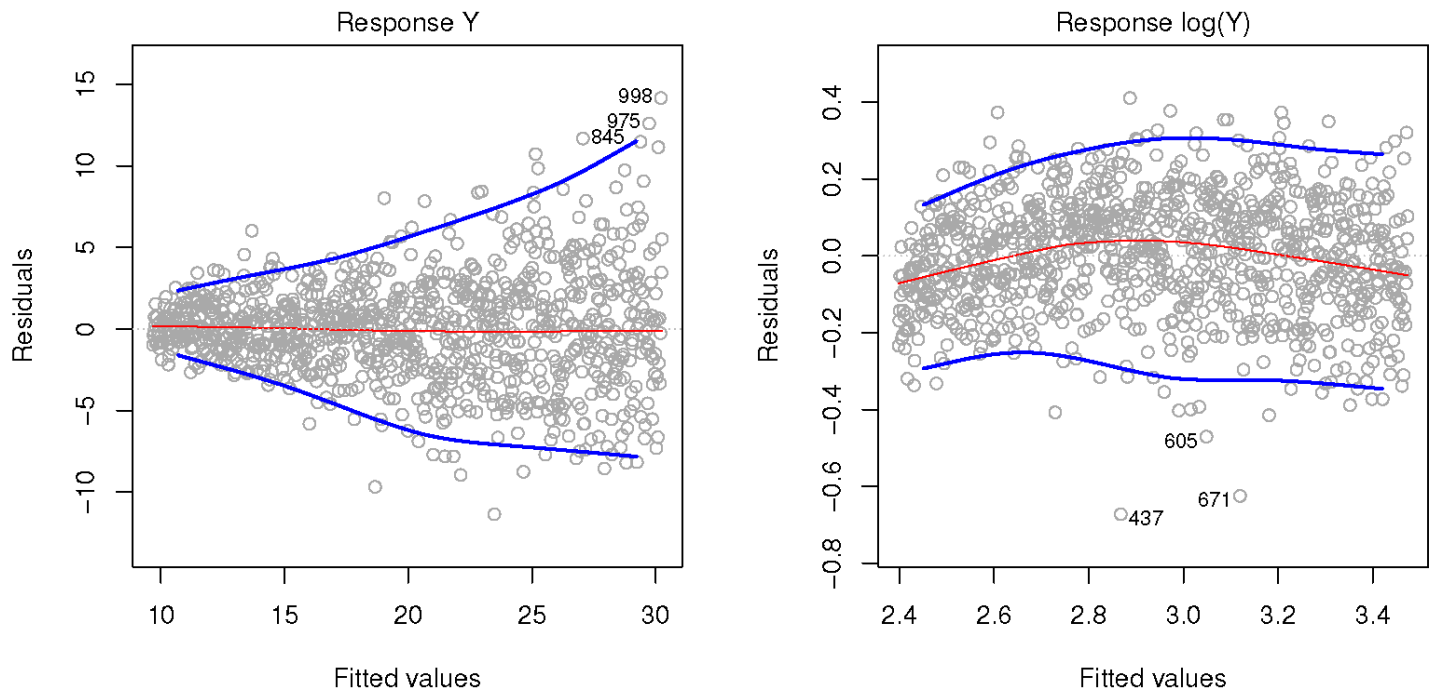 Response Y
Residuals
15
10
5
0
−5
−10
998
975
845
10 15 20 25 30
Fitted values
Response log(Y)
Residuals
0.4
0.2
0.0
−0.2
−0.4
−0.6
−0.8
605
671
437
2.4 2.6 2.8 3.0 3.2 3.4
Fitted values